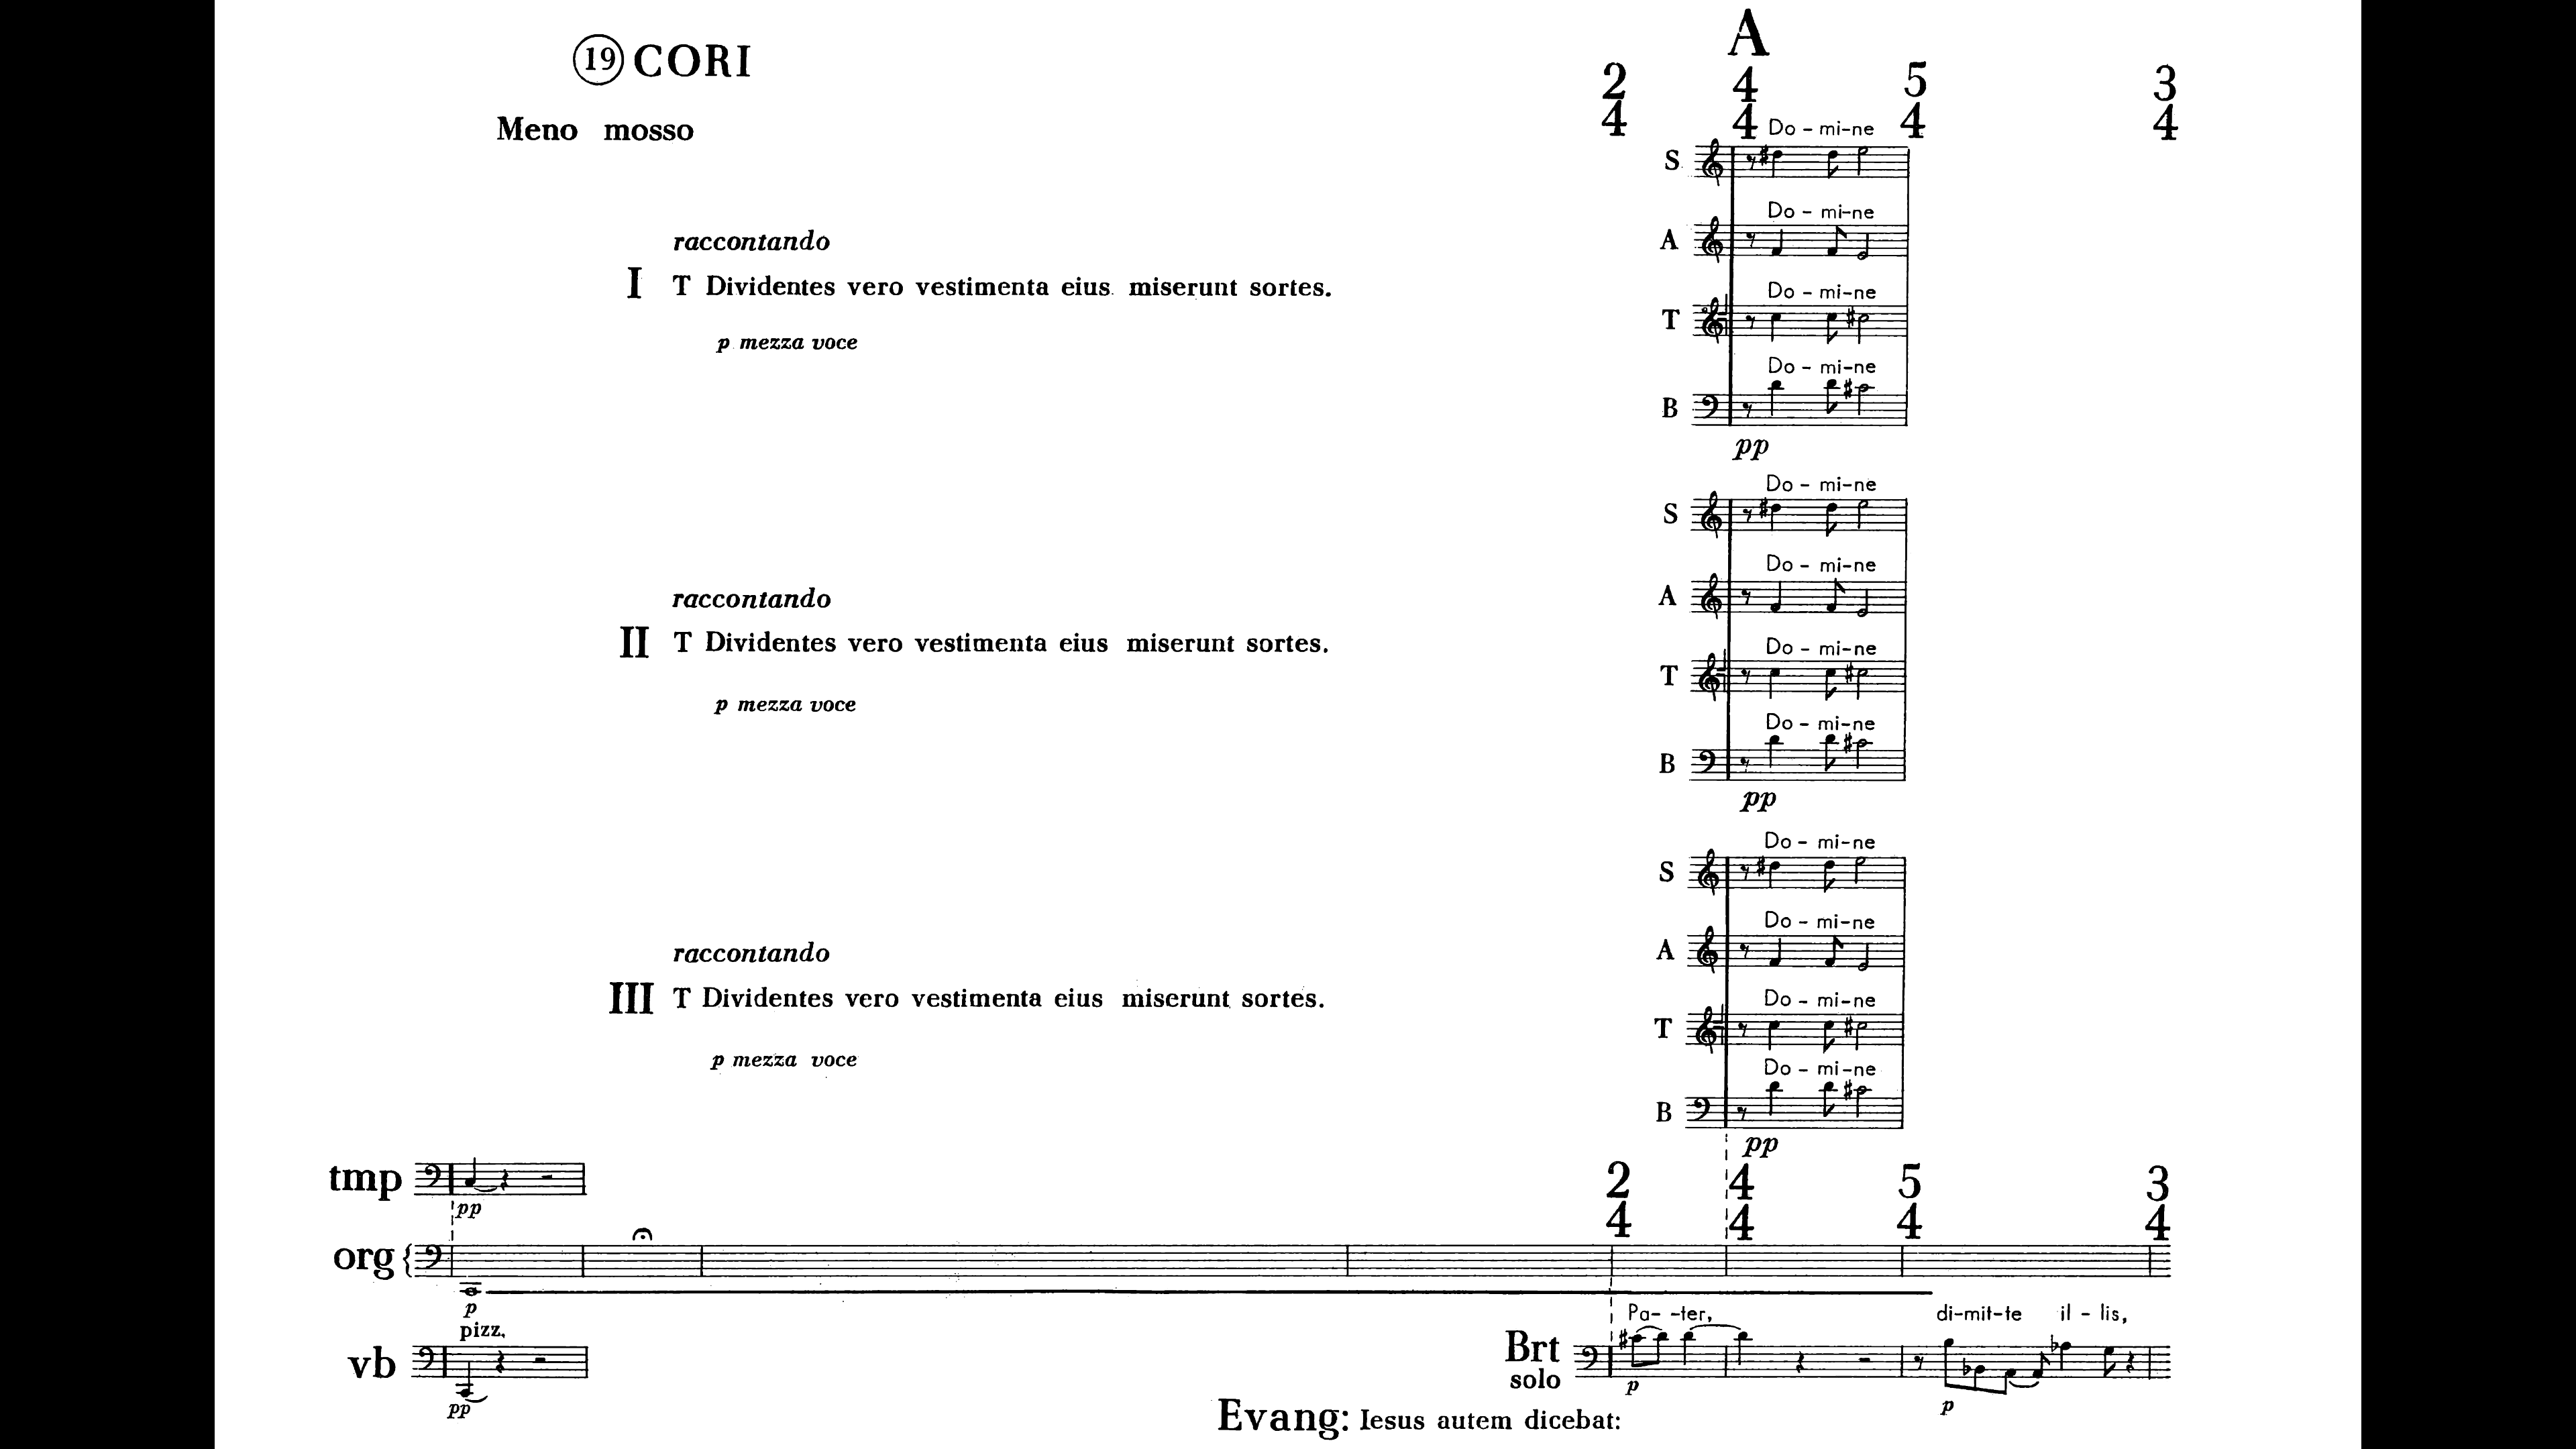 19 CORI
A
2/4 4/4 5/4 3/4
Meno mosso
Do - mi-ne
S
Do - mi-ne
raccontando
A
I T Dividentes vero vestimenta eius miserunt sortes.
Do - mi-ne
T
p mezza voce
Do - mi-ne
B
pp
Do - mi-ne
S
Do - mi-ne
raccontando
A
II T Dividentes vero vestimenta eius miserunt sortes.
Do - mi-ne
T
p mezza voce
Do - mi-ne
B
pp
Do - mi-ne
S
Do - mi-ne
raccontando
A
III T Dividentes vero vestimenta eius miserunt sortes.
Do - mi-ne
T
p mezza voce
Do - mi-ne
B
pp
tmp
2/4 4/4 5/4 3/4
pp
org
p
pizz.
Pa- -ter, di-mit-te il - lis,
vb
Brt
solo
p
p
pp
Evang: Iesus autem dicebat: